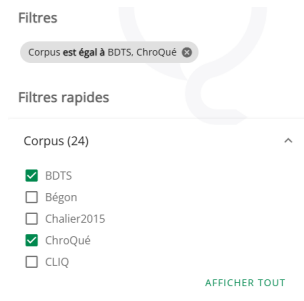 Filtres
Corpus est égal à BDTS, ChroQué
Filtres rapides
Corpus (24)
BDTS
Bégon
Chalier2015
ChroQué
CLIQ
AFFICHER TOUT